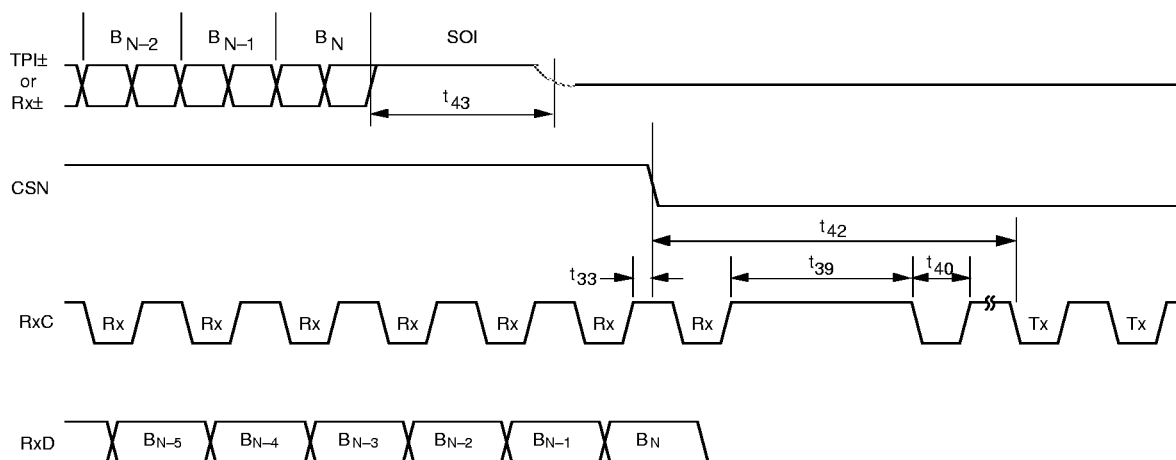 B N–2 B N–1 B N SOI
TPI±
or
Rx±
t43
CSN
t42
t33 t39 t40
RxC Rx Rx Rx Rx Rx Rx Rx Tx Tx
RxD BN–5 BN–4 BN–3 BN–2 BN–1 BN